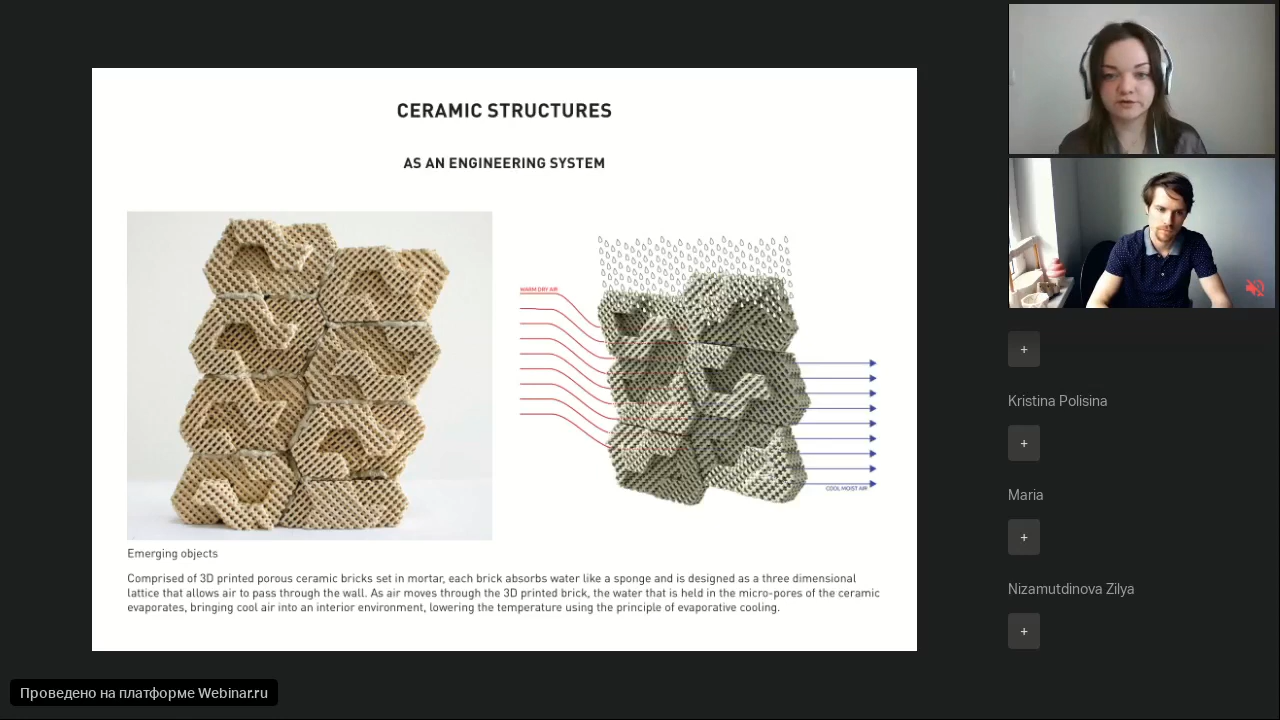 CERAMIC STRUCTURES
AS AN ENGINEERING SYSTEM
WARM DRY AIR
COOL MOIST AIR
Emerging objects
Comprised of 3D printed porous ceramic bricks set in mortar, each brick absorbs water like a sponge and is designed as a three dimensional
lattice that allows air to pass through the wall. As air moves through the 3D printed brick, the water that is held in the micro-pores of the ceramic
evaporates, bringing cool air into an interior environment, lowering the temperature using the principle of evaporative cooling.
+
Kristina Polisina
+
Maria
+
Nizamutdinova Zilya
+
Проведено на платформе Webinar.ru